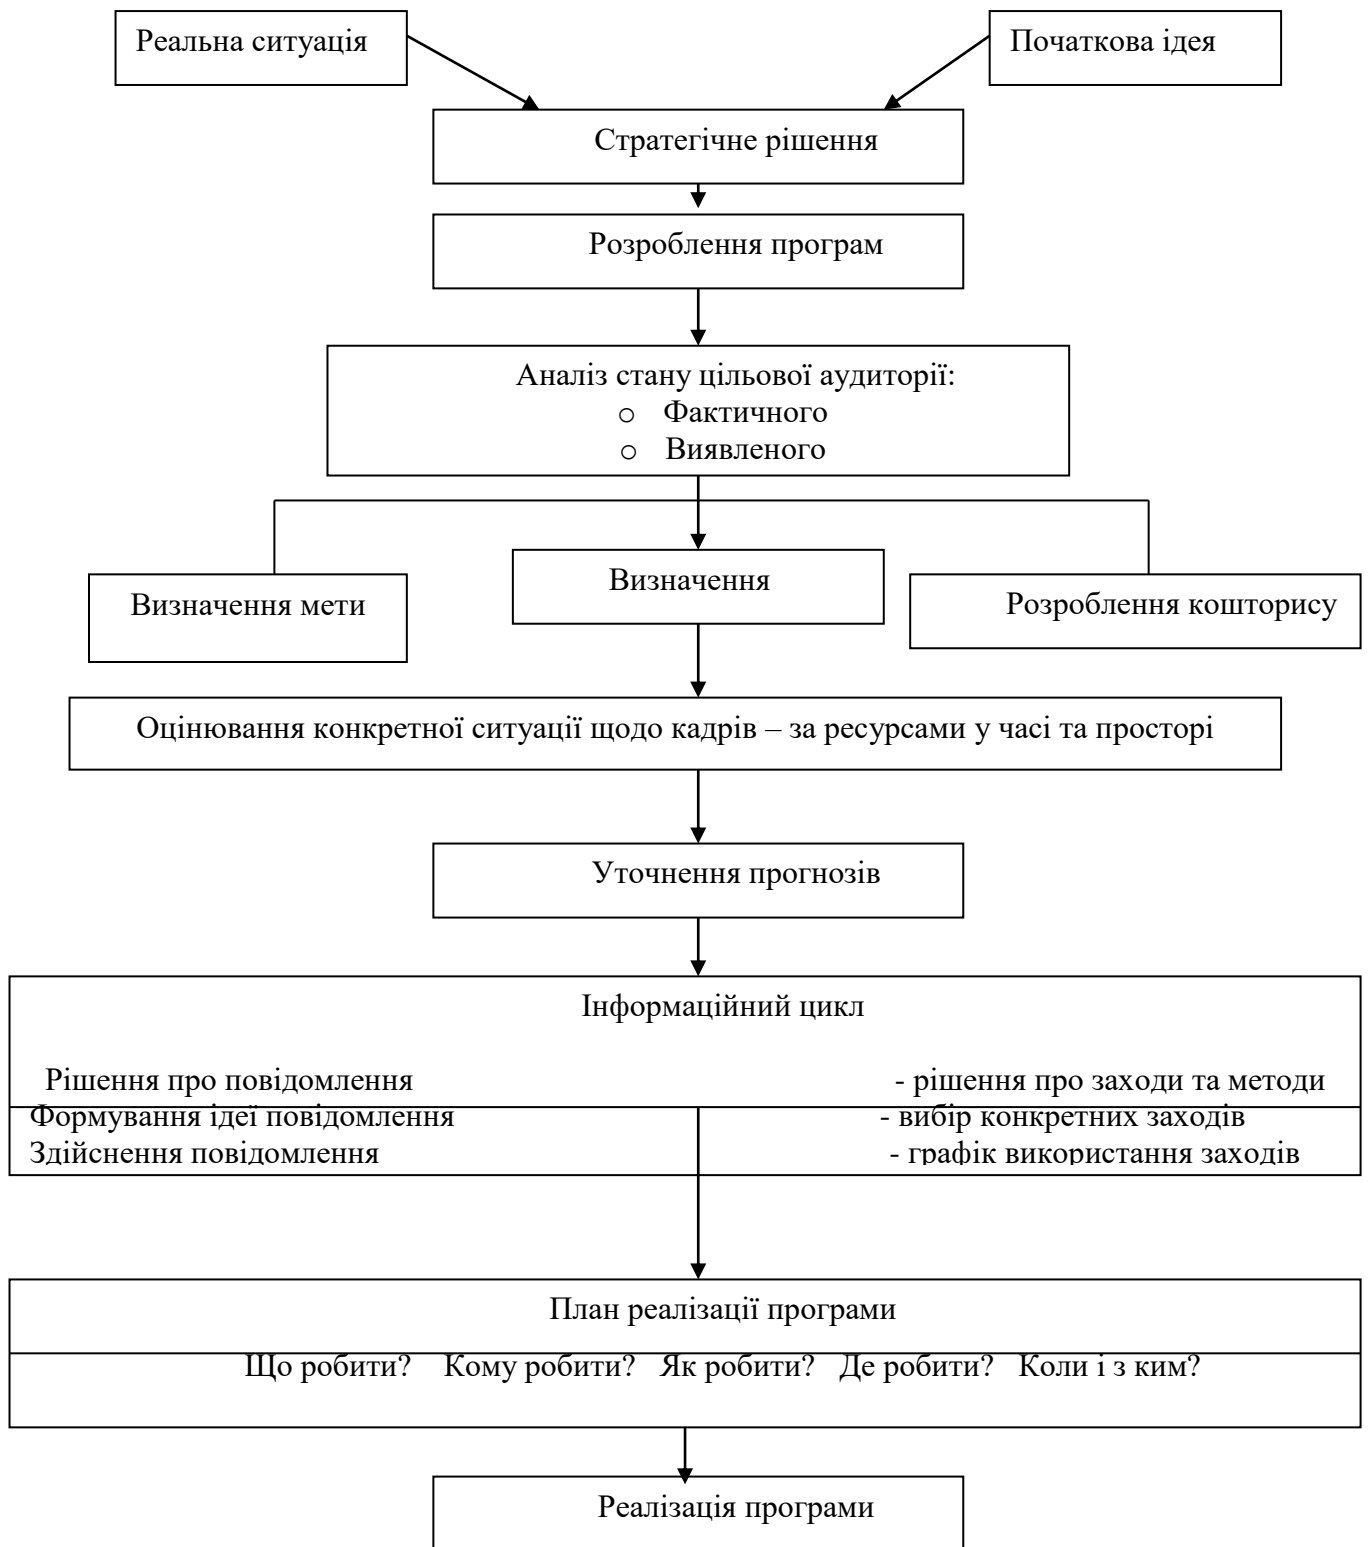 Реальна ситуація
Початкова ідея
Стратегічне рішення
Розроблення програм
Аналіз стану цільової аудиторії:
o Фактичного
o Виявленого
Визначення мети
Визначення
Розроблення кошторису
Оцінювання конкретної ситуації щодо кадрів – за ресурсами у часі та просторі
Уточнення прогнозів
Інформаційний цикл
Рішення про повідомлення - рішення про заходи та методи
Формування ідеї повідомлення - вибір конкретних заходів
Здійснення повідомлення - графік використання заходів
План реалізації програми
Що робити? Кому робити? Як робити? Де робити? Коли і з ким?
Реалізація програми